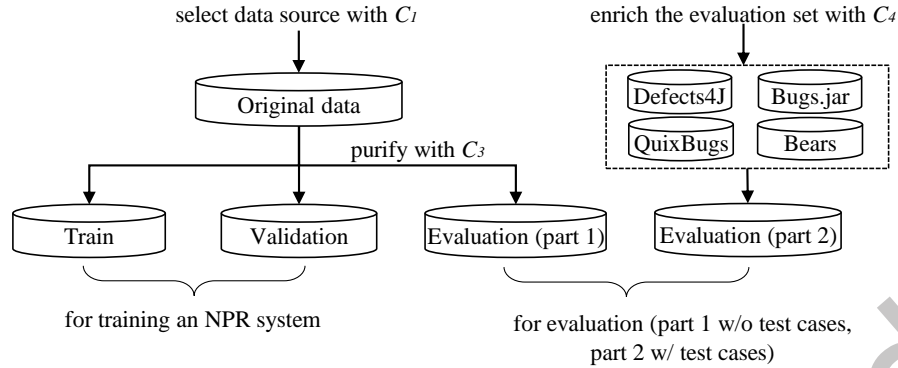 select data source with C1
enrich the evaluation set with C4
Original data
Defects4J
Bugs.jar
QuixBugs
Bears
purify with C3
Train
Validation
Evaluation (part 1)
Evaluation (part 2)
for training an NPR system
for evaluation (part 1 w/o test cases,
part 2 w/ test cases)